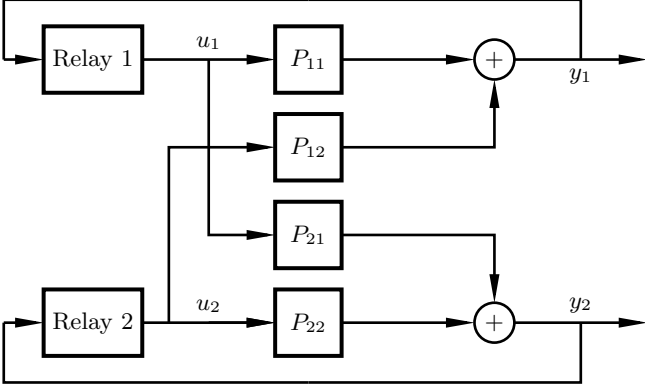 Relay 1 u₁ P₁₁ +
y₁
P₁₂
P₂₁
u₂ y₂
Relay 2 P₂₂ +